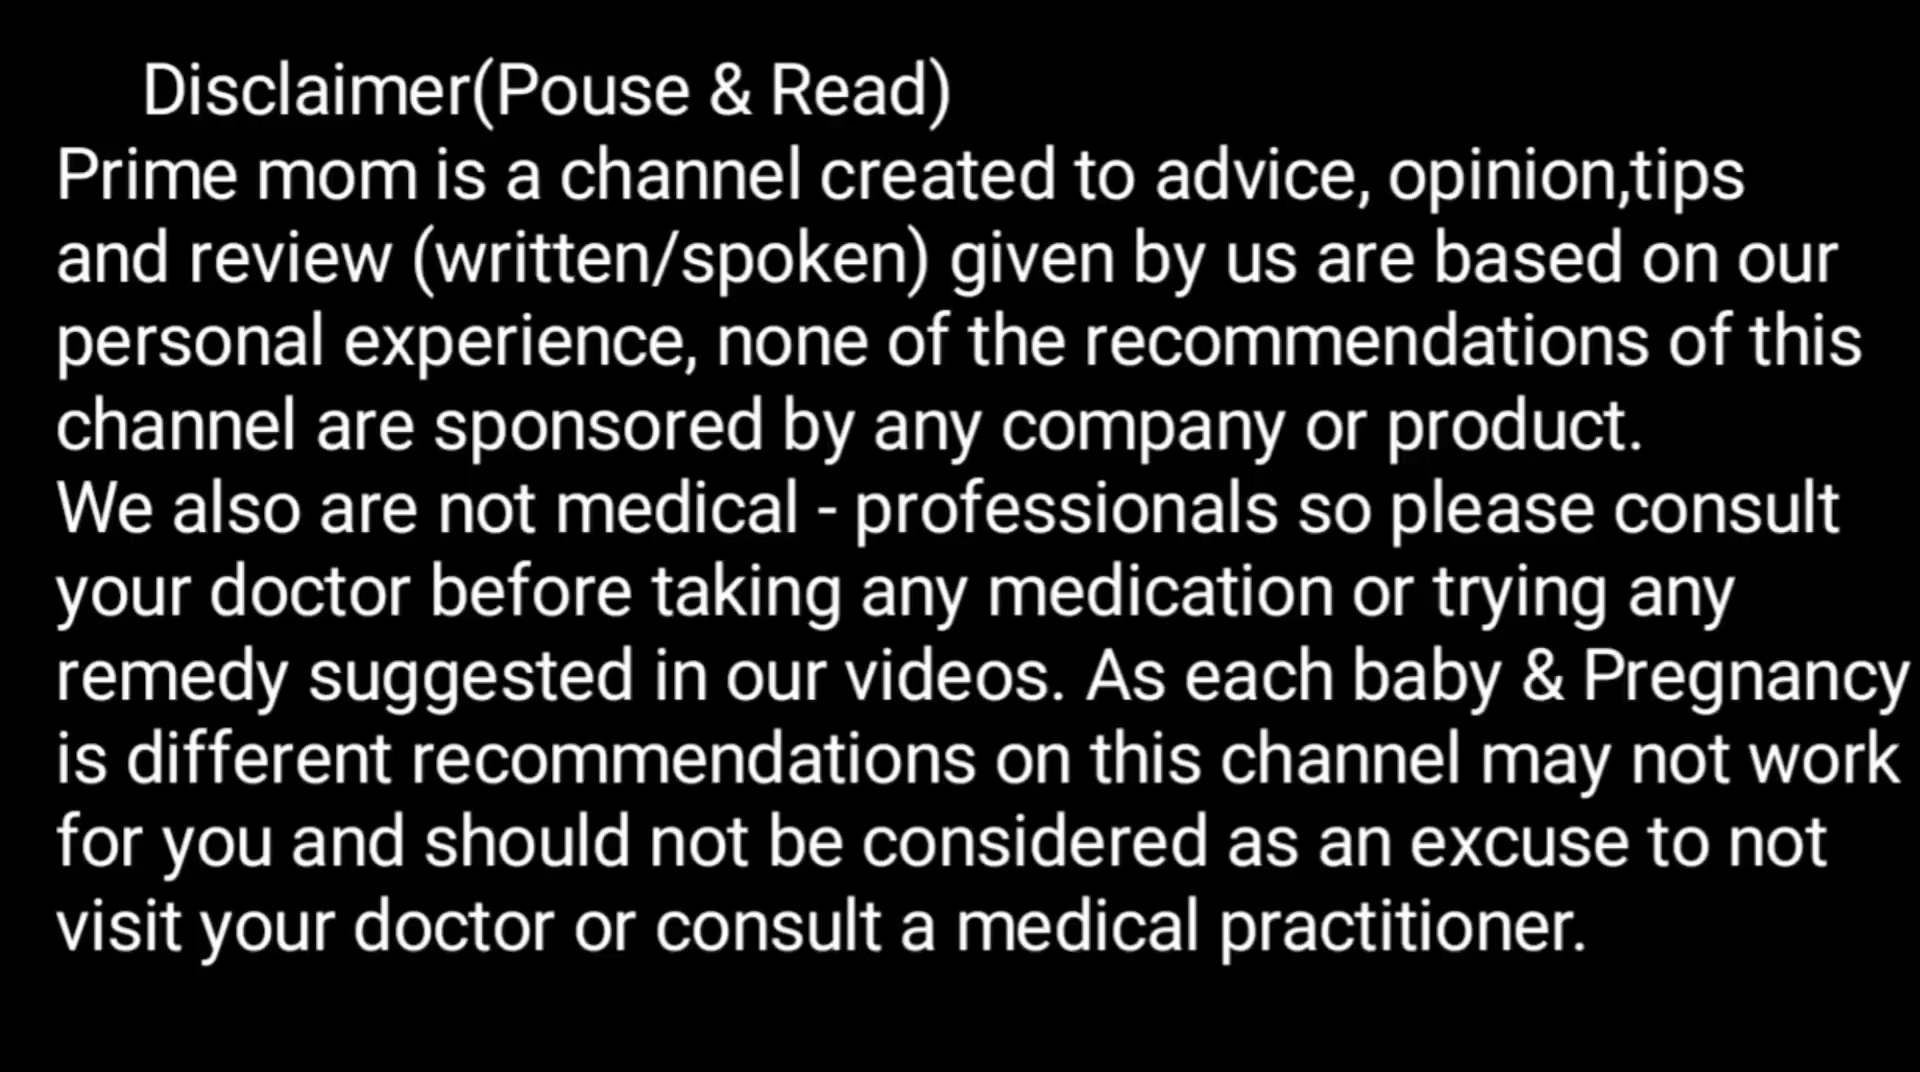 Disclaimer(Pouse & Read)
Prime mom is a channel created to advice, opinion,tips
and review (written/spoken) given by us are based on our
personal experience, none of the recommendations of this
channel are sponsored by any company or product.
We also are not medical - professionals so please consult
your doctor before taking any medication or trying any
remedy suggested in our videos. As each baby & Pregnancy
is different recommendations on this channel may not work
for you and should not be considered as an excuse to not
visit your doctor or consult a medical practitioner.